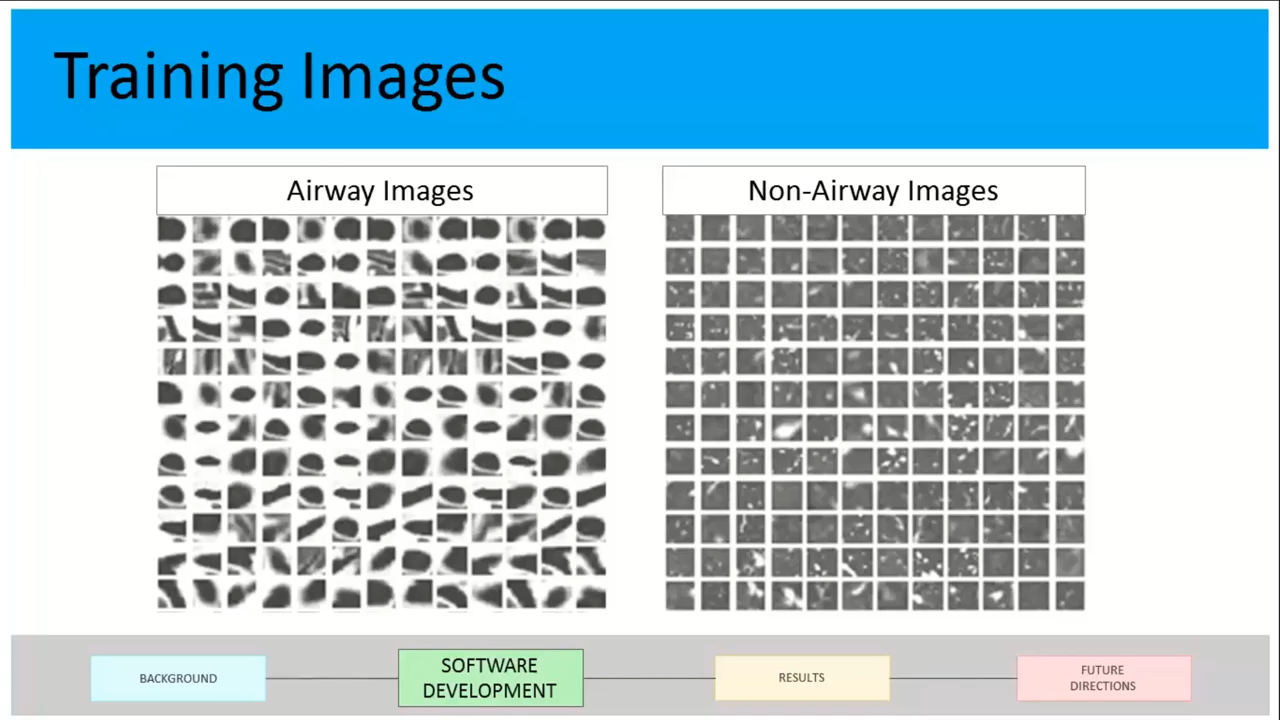 Training Images
Airway Images
Non-Airway Images
BACKGROUND
SOFTWARE
DEVELOPMENT
RESULTS
FUTURE
DIRECTIONS